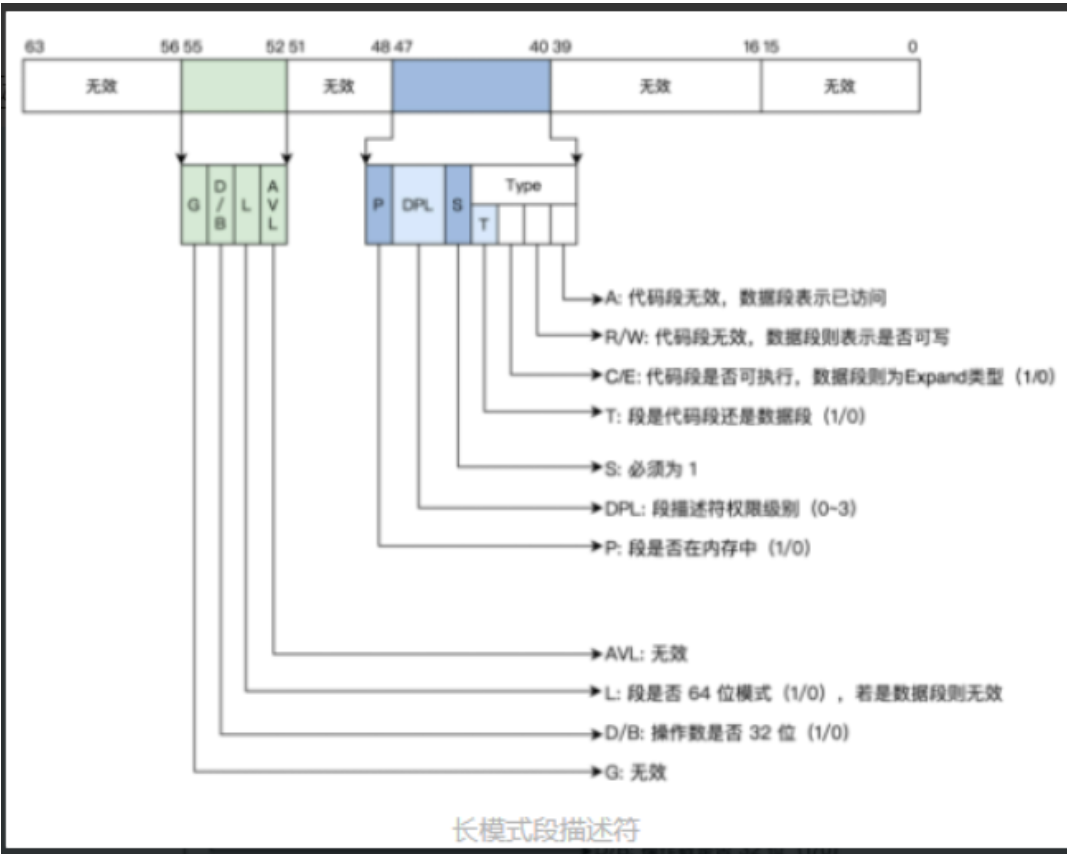 63 56 55 52 51 48 47 40 39 16 15 0
无效 无效 无效 无效
G D/B L AVL P DPL S Type
T
A: 代码段无效，数据段表示已访问
R/W: 代码段无效，数据段则表示是否可写
C/E: 代码段是否可执行，数据段则为Expand类型（1/0）
T: 段是代码段还是数据段（1/0）
S: 必须为 1
DPL: 段描述符权限级别（0~3）
P: 段是否在内存中（1/0）
AVL: 无效
L: 段是否 64 位模式（1/0），若是数据段则无效
D/B: 操作数是否 32 位（1/0）
G: 无效
长模式段描述符